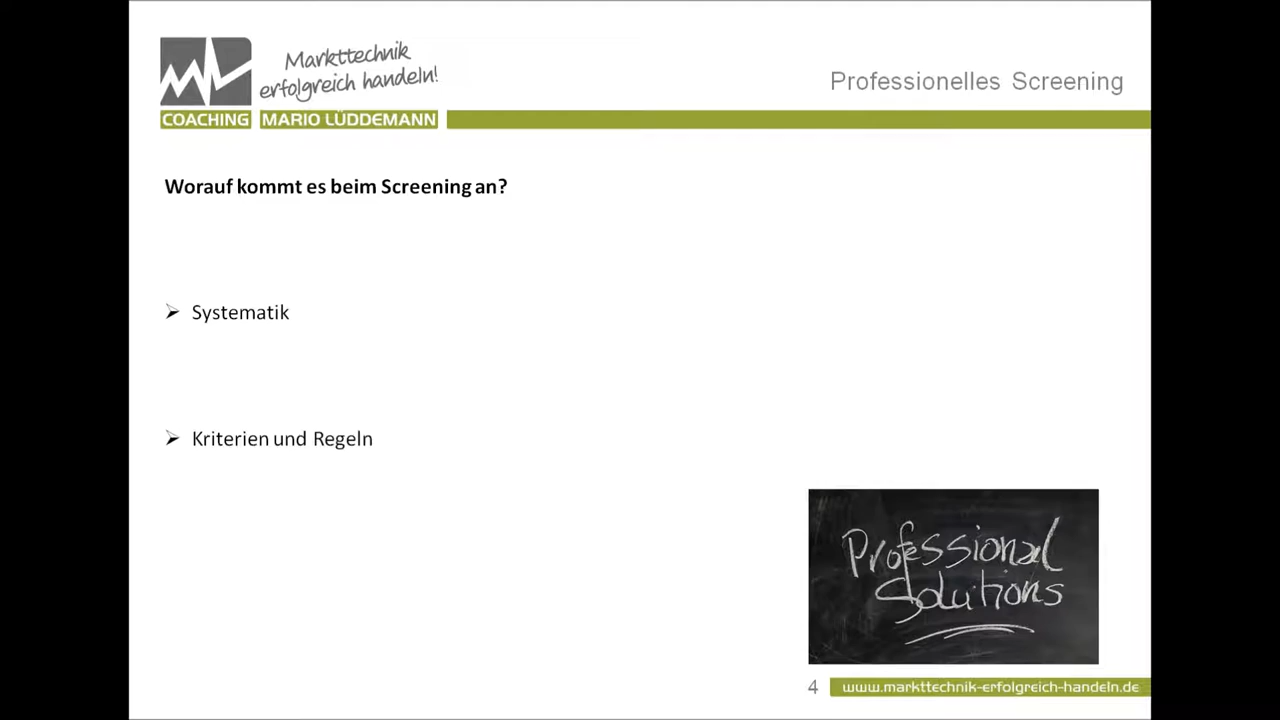 Markttechnik
erfolgreich handeln!
Professionelles Screening
COACHING MARIO LÜDDEMANN
Worauf kommt es beim Screening an?
Systematik
Kriterien und Regeln
Professional
Solutions
4 www.markttechnik-erfolgreich-handeln.de